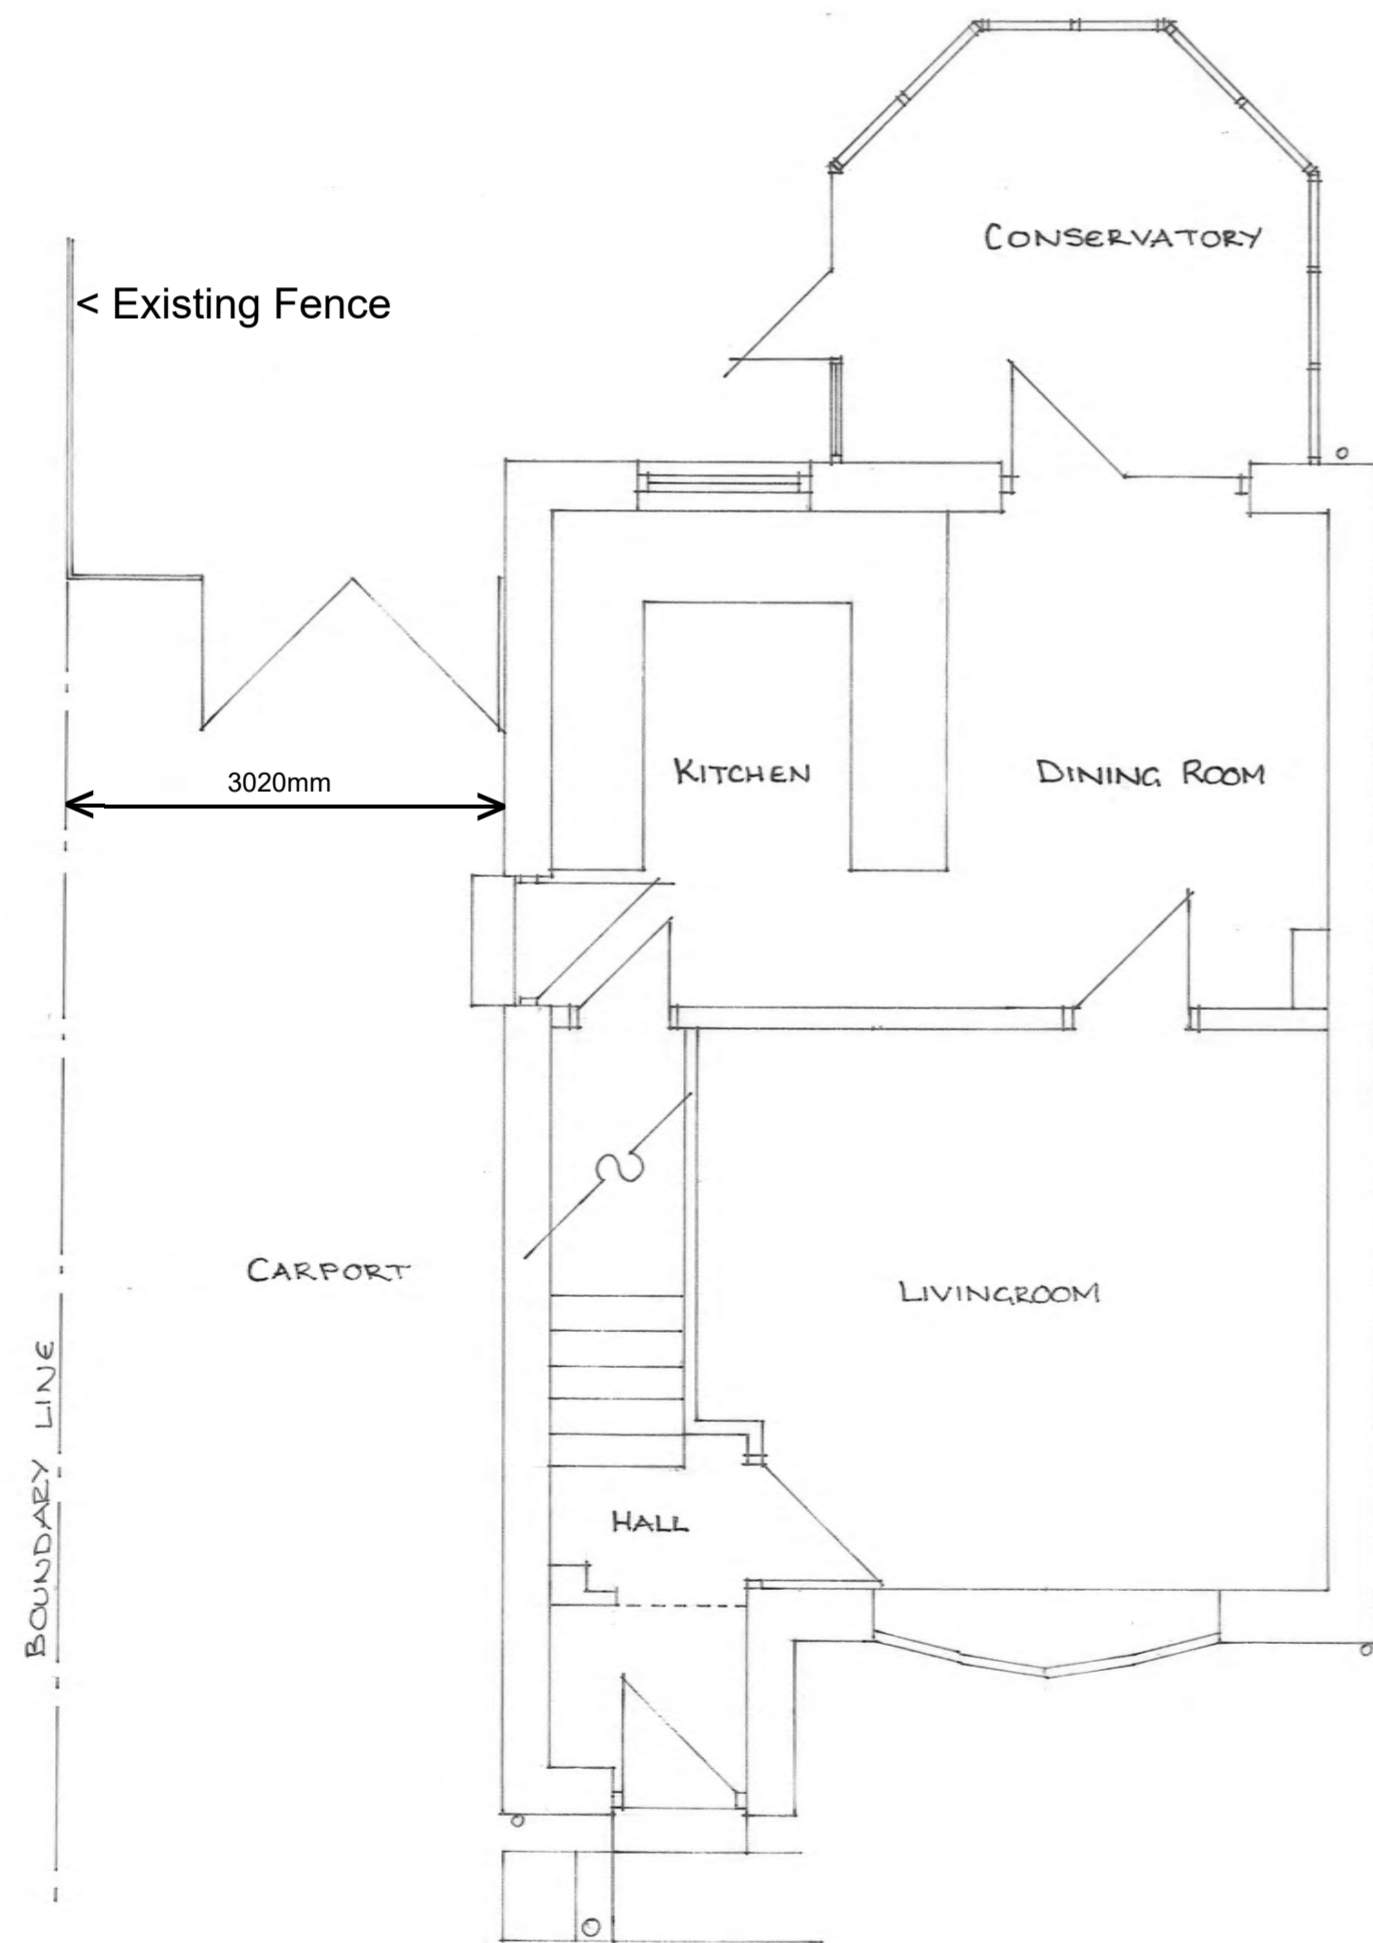 CONSERVATORY
< Existing Fence
KITCHEN
DINING ROOM
3020mm
CARPORT
LIVINGROOM
BOUNDARY LINE
HALL